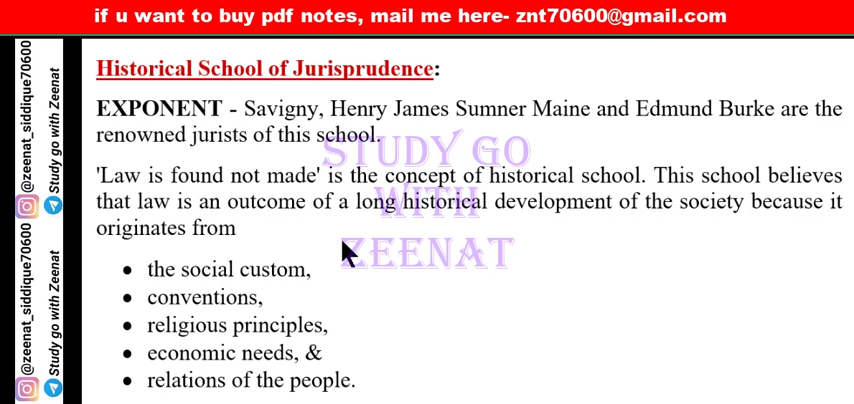 if u want to buy pdf notes, mail me here- znt70600@gmail.com
Historical School of Jurisprudence:
EXPONENT - Savigny, Henry James Sumner Maine and Edmund Burke are the
renowned jurists of this school.
'Law is found not made' is the concept of historical school. This school believes
that law is an outcome of a long historical development of the society because it
originates from
• the social custom,
• conventions,
• religious principles,
• economic needs, &
• relations of the people.
STUDY GO
WITH
ZEENAT
@zeenat_siddique70600
Study go with Zeenat
@zeenat_siddique70600
Study go with Zeenat